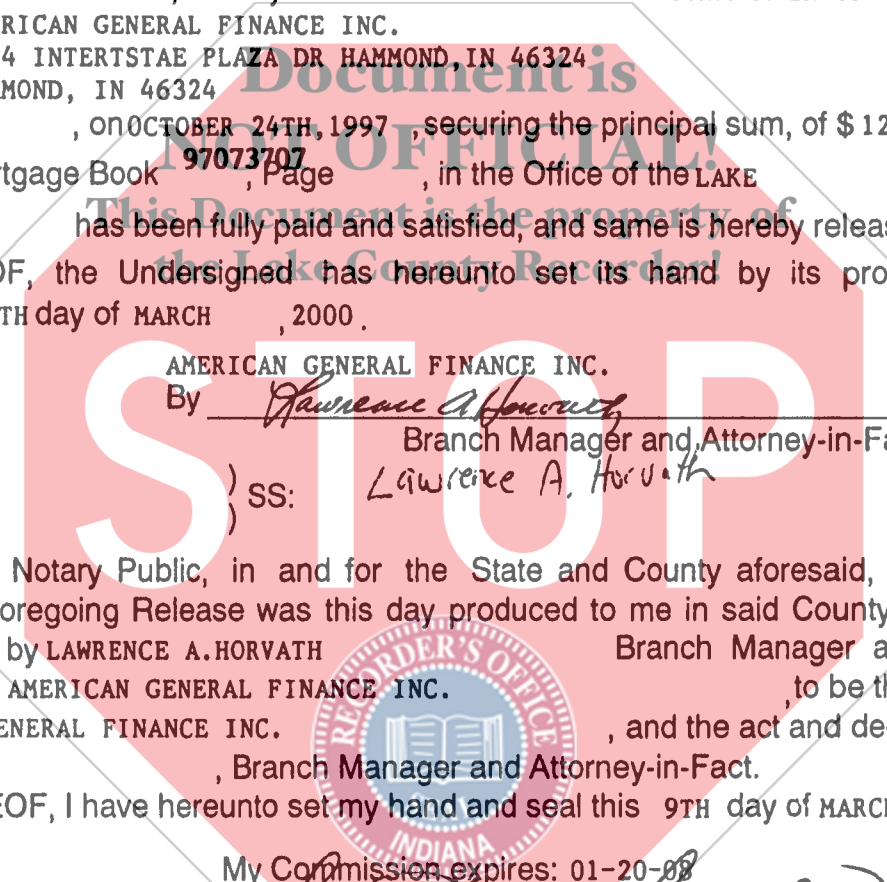 RICAN GENERAL FINANCE INC.
4 INTERTSTAE PLAZA DR HAMMOND, IN 46324
MOND, IN 46324
Document is
, on OCTOBER 24TH, 1997 , securing the principal sum, of $ 12
NOT OFFICIAL!
rtgage Book 97073707 , Page , in the Office of the LAKE
This Document is the property of
has been fully paid and satisfied, and same is hereby releas
the Lake County Recorder!
OF, the Undersigned has hereunto set its hand by its pro
TH day of MARCH , 2000.
STOP
AMERICAN GENERAL FINANCE INC.
By Lawrence A Horvath
Branch Manager and Attorney-in-Fa
) SS: Lawrence A. Horvath
)
Notary Public, in and for the State and County aforesaid,
oregoing Release was this day produced to me in said County
by LAWRENCE A.HORVATH Branch Manager a
AMERICAN GENERAL FINANCE INC. , to be th
ENERAL FINANCE INC. , and the act and de
, Branch Manager and Attorney-in-Fact.
EOF, I have hereunto set my hand and seal this 9TH day of MARCH
RECORDER'S OFFICE
INDIANA
My Commission expires: 01-20-08